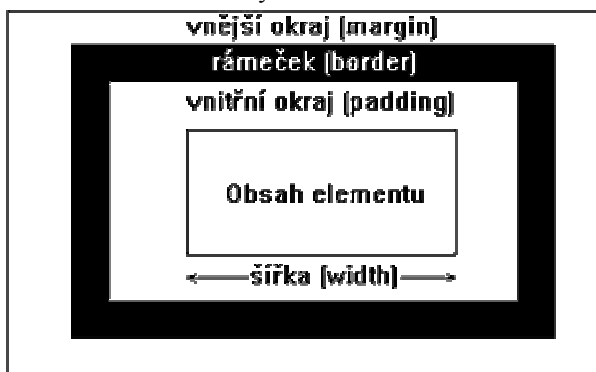 vnější okraj (margin)
rámeček (border)
vnitřní okraj (padding)
Obsah elementu
šířka (width)